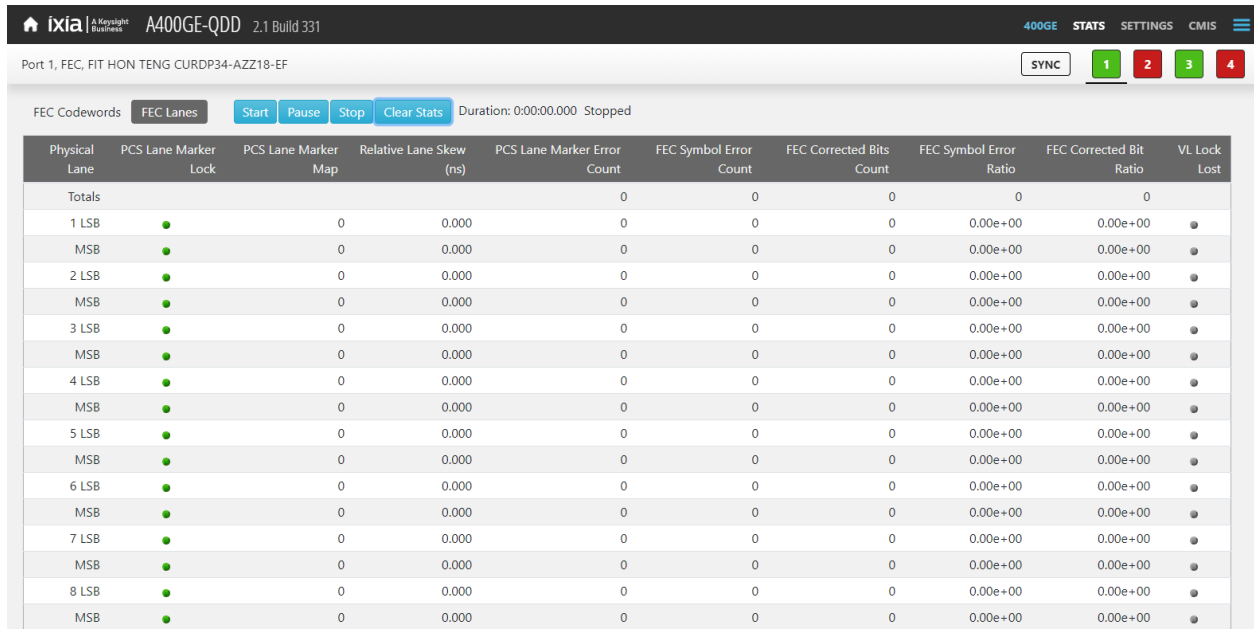 ixia A Keysight Business A400GE-QDD 2.1 Build 331 400GE STATS SETTINGS CMIS
Port 1, FEC, FIT HON TENG CURDP34-AZZ18-EF SYNC 1 2 3 4
FEC Codewords FEC Lanes Start Pause Stop Clear Stats Duration: 0:00:00.000 Stopped
Physical PCS Lane Marker PCS Lane Marker Relative Lane Skew PCS Lane Marker Error FEC Symbol Error FEC Corrected Bits FEC Symbol Error FEC Corrected Bit VL Lock
Lane Lock Map (ns) Count Count Count Ratio Ratio Lost
Totals 0 0 0 0 0
1 LSB 0 0.000 0 0 0 0.00e+00 0.00e+00
MSB 0 0.000 0 0 0 0.00e+00 0.00e+00
2 LSB 0 0.000 0 0 0 0.00e+00 0.00e+00
MSB 0 0.000 0 0 0 0.00e+00 0.00e+00
3 LSB 0 0.000 0 0 0 0.00e+00 0.00e+00
MSB 0 0.000 0 0 0 0.00e+00 0.00e+00
4 LSB 0 0.000 0 0 0 0.00e+00 0.00e+00
MSB 0 0.000 0 0 0 0.00e+00 0.00e+00
5 LSB 0 0.000 0 0 0 0.00e+00 0.00e+00
MSB 0 0.000 0 0 0 0.00e+00 0.00e+00
6 LSB 0 0.000 0 0 0 0.00e+00 0.00e+00
MSB 0 0.000 0 0 0 0.00e+00 0.00e+00
7 LSB 0 0.000 0 0 0 0.00e+00 0.00e+00
MSB 0 0.000 0 0 0 0.00e+00 0.00e+00
8 LSB 0 0.000 0 0 0 0.00e+00 0.00e+00
MSB 0 0.000 0 0 0 0.00e+00 0.00e+00